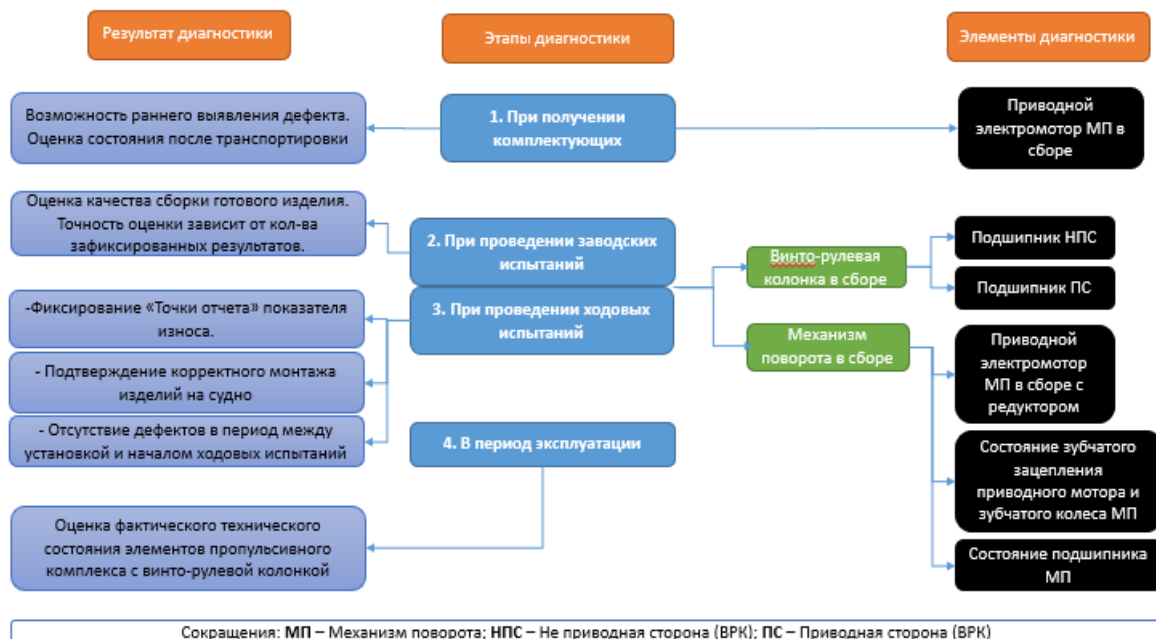 Результат диагностики
Этапы диагностики
Элементы диагностики
Возможность раннего выявления дефекта.
Оценка состояния после транспортировки
1. При получении
комплектующих
Приводной
электромотор МП в
сборе
Оценка качества сборки готового изделия.
Точность оценки зависит от кол-ва
зафиксированных результатов.
2. При проведении заводских
испытаний
Винто-рулевая
колонка в сборе
Подшипник НПС
Подшипник ПС
-Фиксирование «Точки отчета» показателя
износа.
3. При проведении ходовых
испытаний
Механизм
поворота в сборе
Приводной
электромотор
МП в сборе с
редуктором
- Подтверждение корректного монтажа
изделий на судно
- Отсутствие дефектов в период между
установкой и началом ходовых испытаний
4. В период эксплуатации
Состояние зубчатого
зацепления
приводного мотора и
зубчатого колеса МП
Оценка фактического технического
состояния элементов пропульсивного
комплекса с винто-рулевой колонкой
Состояние подшипника
МП
Сокращения: МП – Механизм поворота; НПС – Не приводная сторона (ВРК); ПС – Приводная сторона (ВРК)